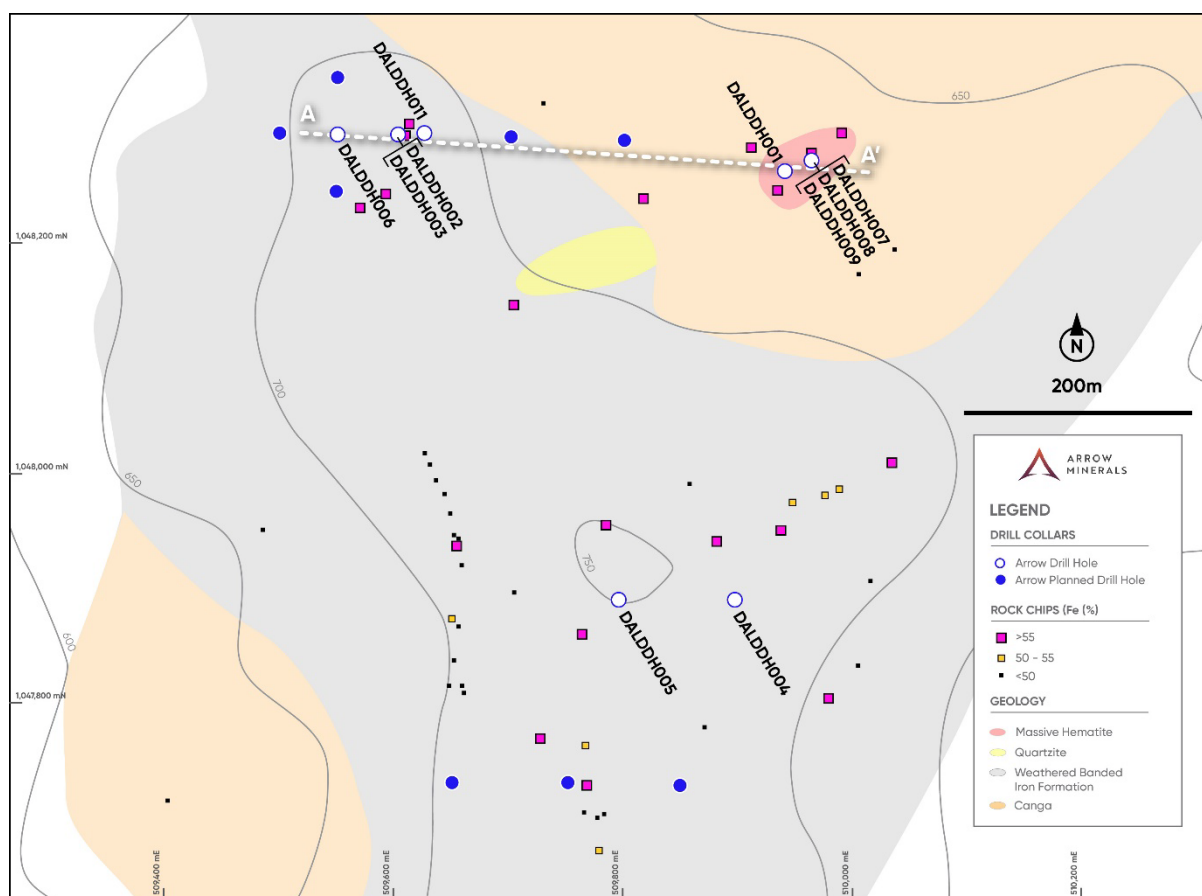 650
A
A'
DALDDH011
DALDDH002
DALDDH003
DALDDH006
DALDDH001
DALDDH007
DALDDH008
DALDDH009
1,048,200 mN
N
200m
700
1,048,000 mN
650
750
DALDDH005
DALDDH004
600
1,047,800 mN
509,400 mE
509,600 mE
509,800 mE
510,000 mE
510,200 mE
ARROW
MINERALS
LEGEND
DRILL COLLARS
Arrow Drill Hole
Arrow Planned Drill Hole
ROCK CHIPS (Fe (%)
>55
50 - 55
<50
GEOLOGY
Massive Hematite
Quartzite
Weathered Banded
Iron Formation
Canga